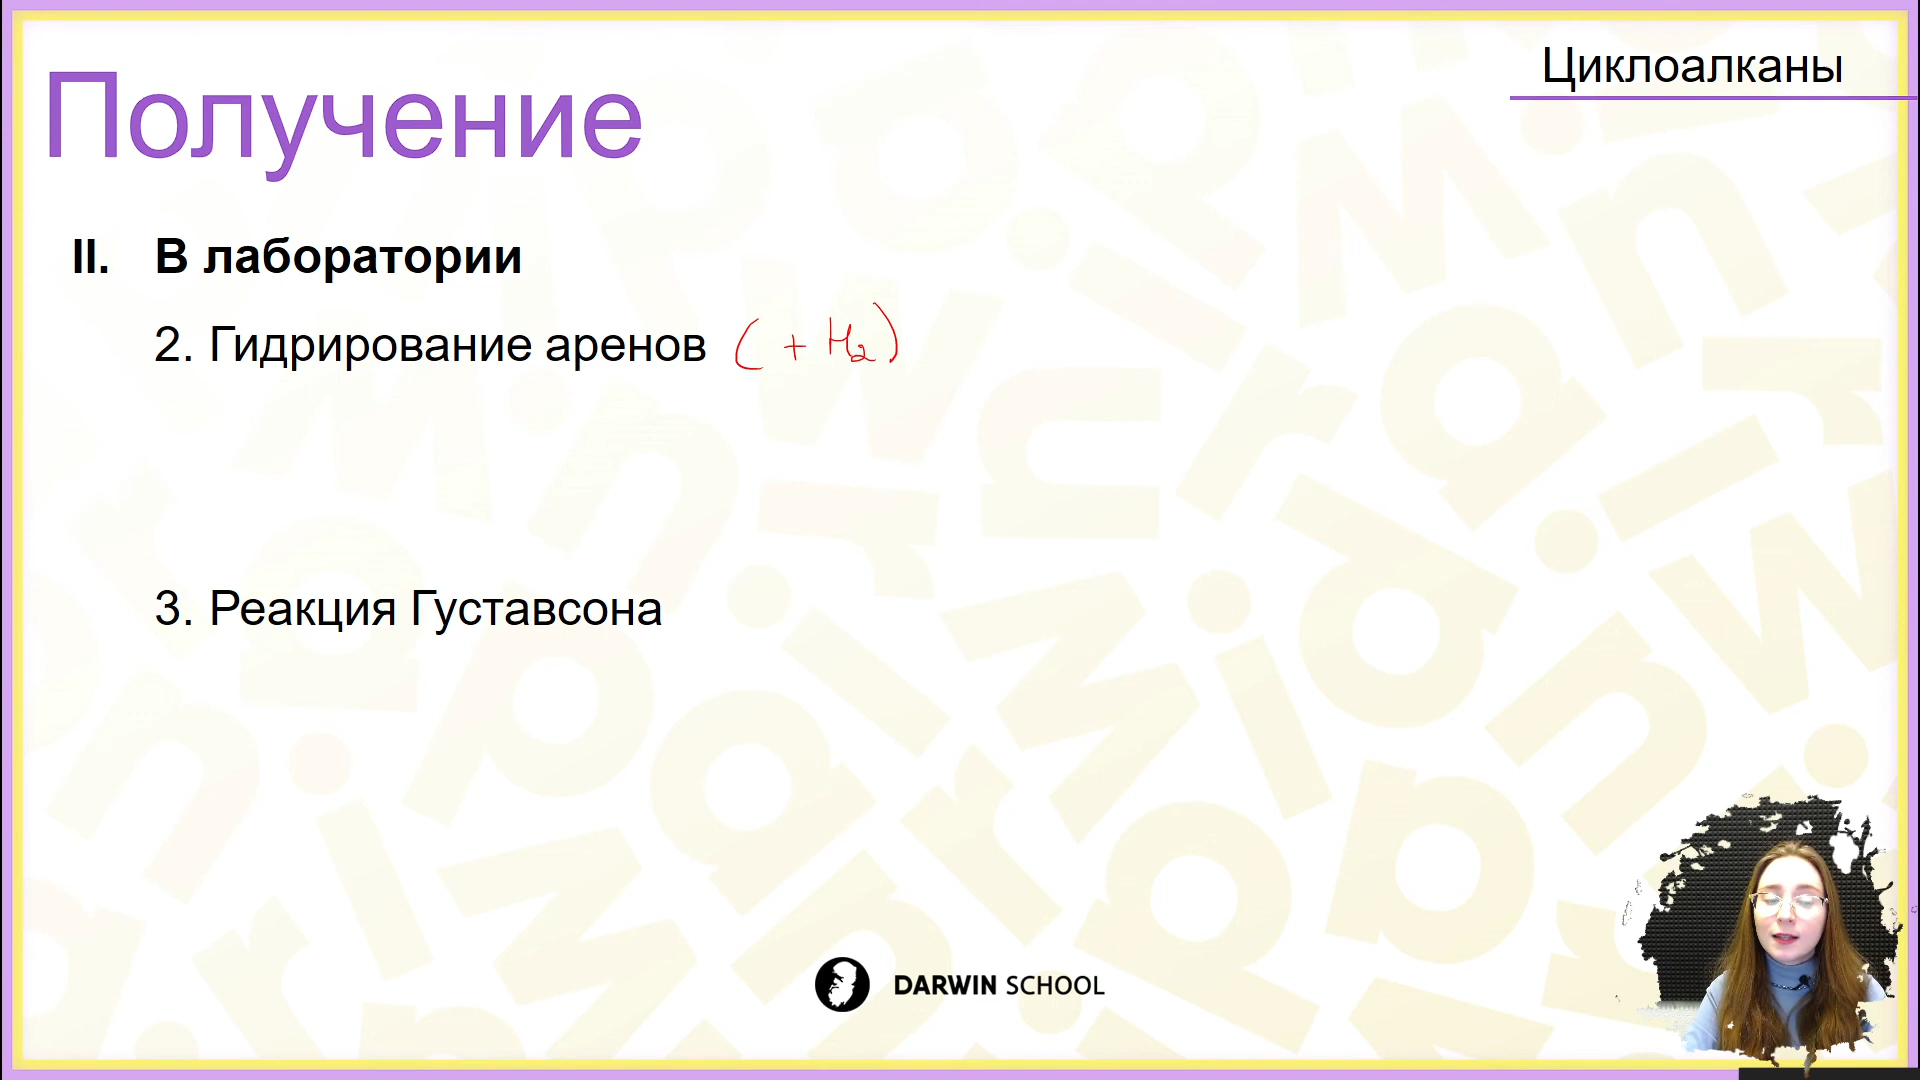 Циклоалканы
Получение
II. В лаборатории
2. Гидрирование аренов ( + H₂)
3. Реакция Густавсона
DARWIN SCHOOL